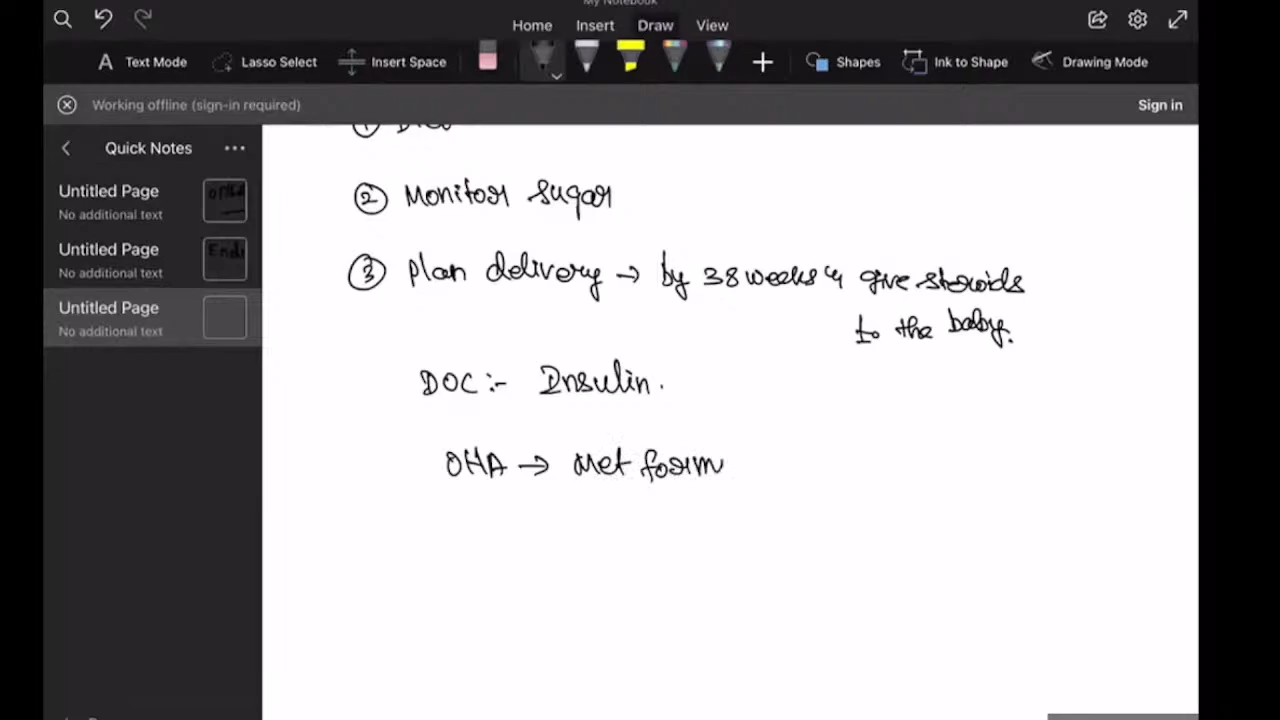 My Notebook
Home Insert Draw View
Text Mode Lasso Select Insert Space Shapes Ink to Shape Drawing Mode
Working offline (sign-in required) Sign in
Quick Notes
Untitled Page
No additional text
Untitled Page
No additional text
Untitled Page
No additional text
①
② Monitor sugar
③ Plan delivery → by 38 weeks & give steroids
to the baby.
DOC :- Insulin.
OHA → Metform